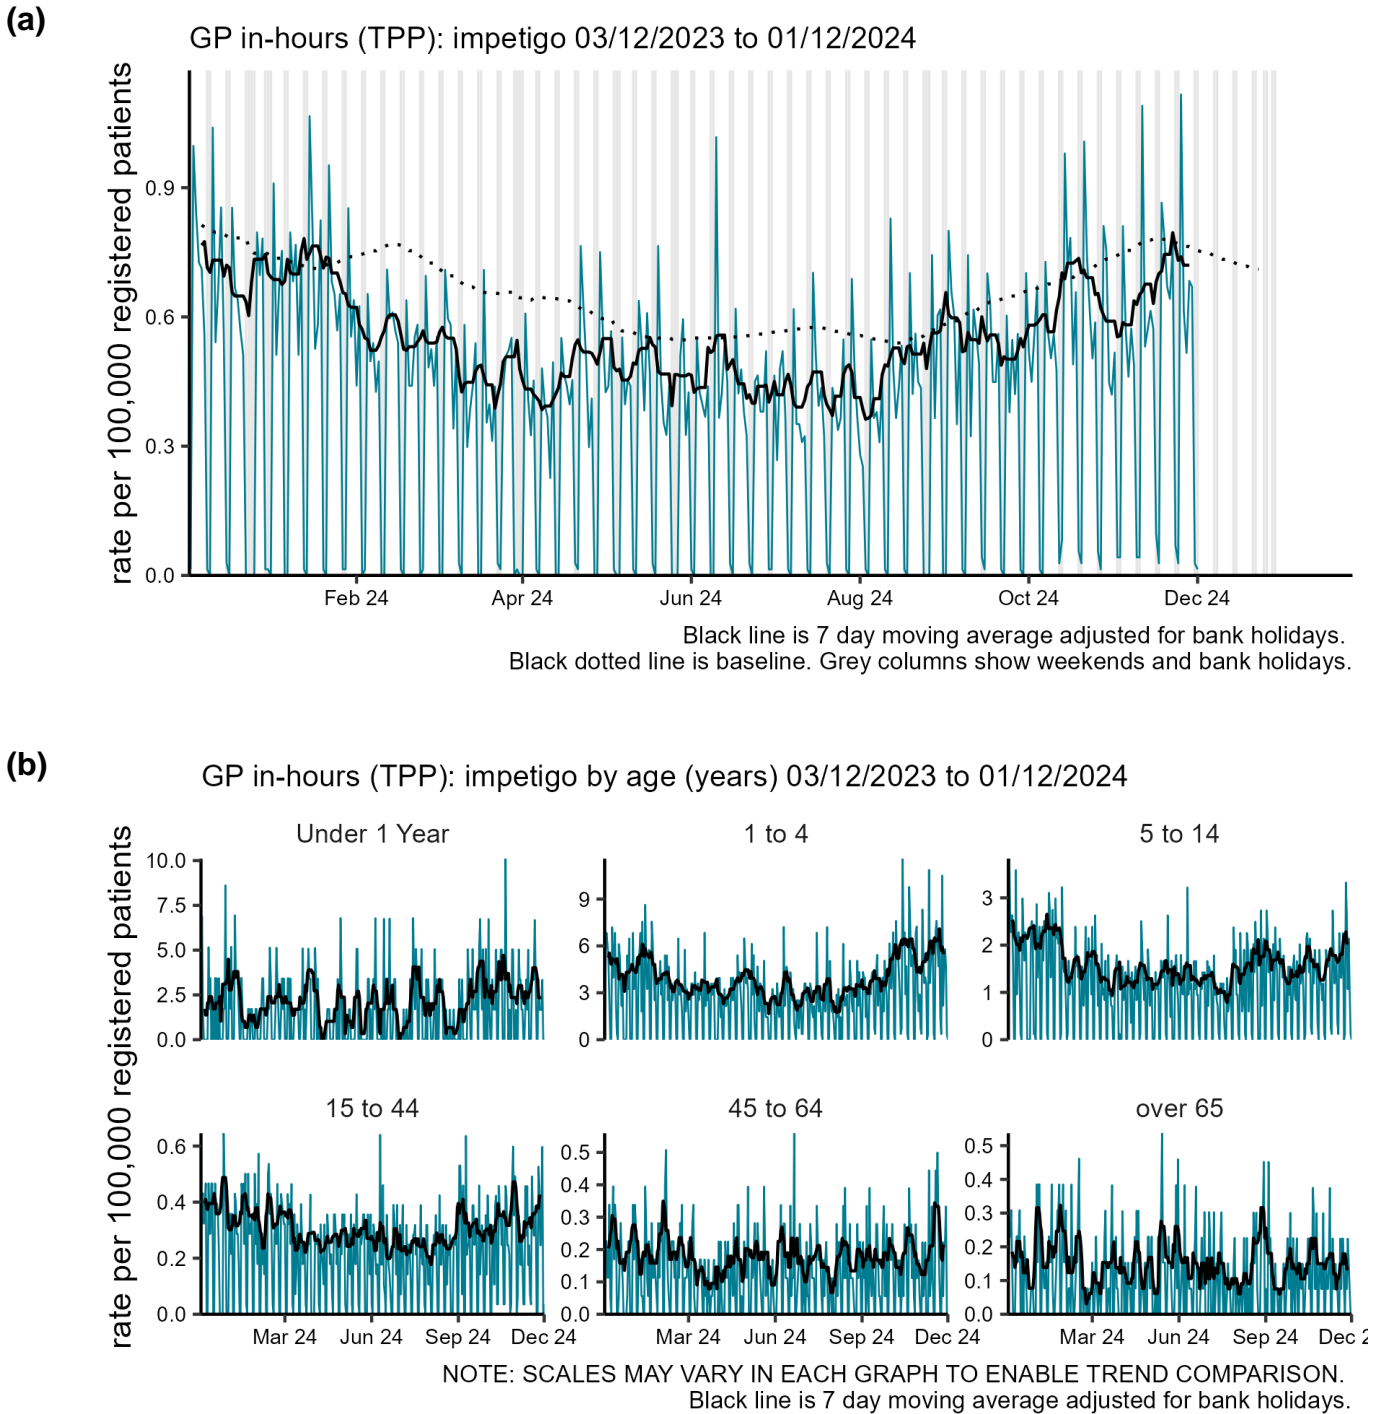 (a)
GP in-hours (TPP): impetigo 03/12/2023 to 01/12/2024
rate per 100,000 registered patients
0.9
0.6
0.3
0.0
Feb 24 Apr 24 Jun 24 Aug 24 Oct 24 Dec 24
Black line is 7 day moving average adjusted for bank holidays.
Black dotted line is baseline. Grey columns show weekends and bank holidays.
(b)
GP in-hours (TPP): impetigo by age (years) 03/12/2023 to 01/12/2024
rate per 100,000 registered patients
Under 1 Year 1 to 4 5 to 14
10.0
7.5
5.0
2.5
0.0
9
6
3
0
3
2
1
0
15 to 44 45 to 64 over 65
0.6
0.4
0.2
0.0
0.5
0.4
0.3
0.2
0.1
0.0
0.5
0.4
0.3
0.2
0.1
0.0
Mar 24 Jun 24 Sep 24 Dec 24 Mar 24 Jun 24 Sep 24 Dec 24 Mar 24 Jun 24 Sep 24 Dec
NOTE: SCALES MAY VARY IN EACH GRAPH TO ENABLE TREND COMPARISON.
Black line is 7 day moving average adjusted for bank holidays.